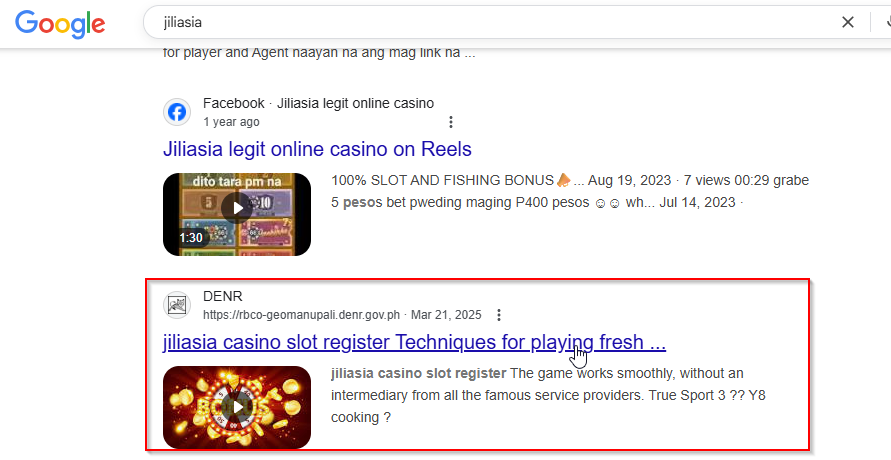 Google
jiliasia
for player and Agent naayan na ang mag link na ...
Facebook · Jiliasia legit online casino
1 year ago
Jiliasia legit online casino on Reels
dito tara pm na
5
10
1:30
100% SLOT AND FISHING BONUS📣... Aug 19, 2023 · 7 views 00:29 grabe
5 pesos bet pweding maging P400 pesos ☺☺ wh... Jul 14, 2023 ·
DENR
https://rbco-geomanupali.denr.gov.ph · Mar 21, 2025
jiliasia casino slot register Techniques for playing fresh ...
BONUS
jiliasia casino slot register The game works smoothly, without an
intermediary from all the famous service providers. True Sport 3 ?? Y8
cooking ?